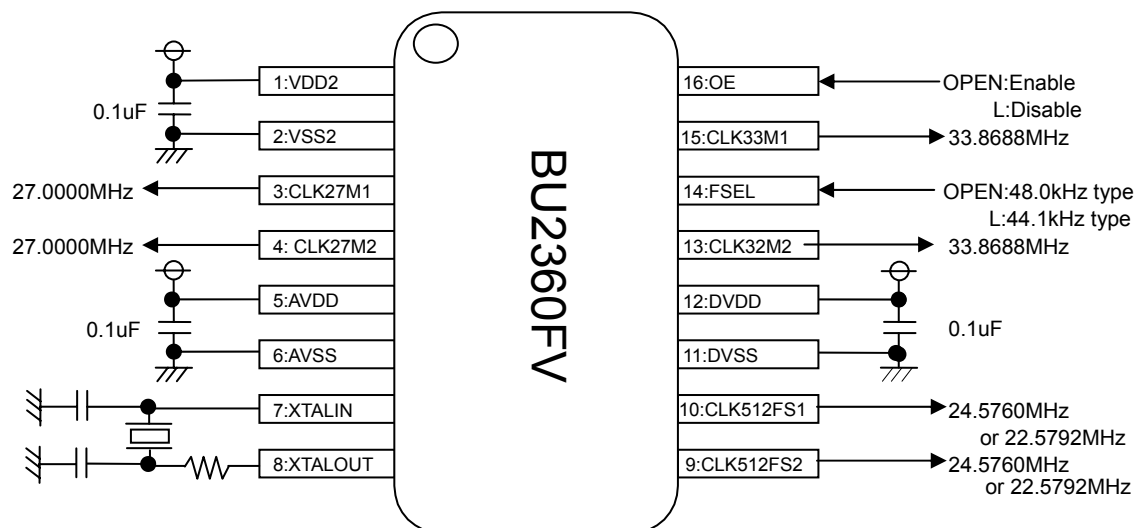 1:VDD2
0.1uF
2:VSS2
27.0000MHz
3:CLK27M1
27.0000MHz
4: CLK27M2
5:AVDD
0.1uF
6:AVSS
7:XTALIN
8:XTALOUT
BU2360FV
16:OE
OPEN:Enable
L:Disable
15:CLK33M1
33.8688MHz
14:FSEL
OPEN:48.0kHz type
L:44.1kHz type
13:CLK32M2
33.8688MHz
12:DVDD
0.1uF
11:DVSS
10:CLK512FS1
24.5760MHz
or 22.5792MHz
9:CLK512FS2
24.5760MHz
or 22.5792MHz